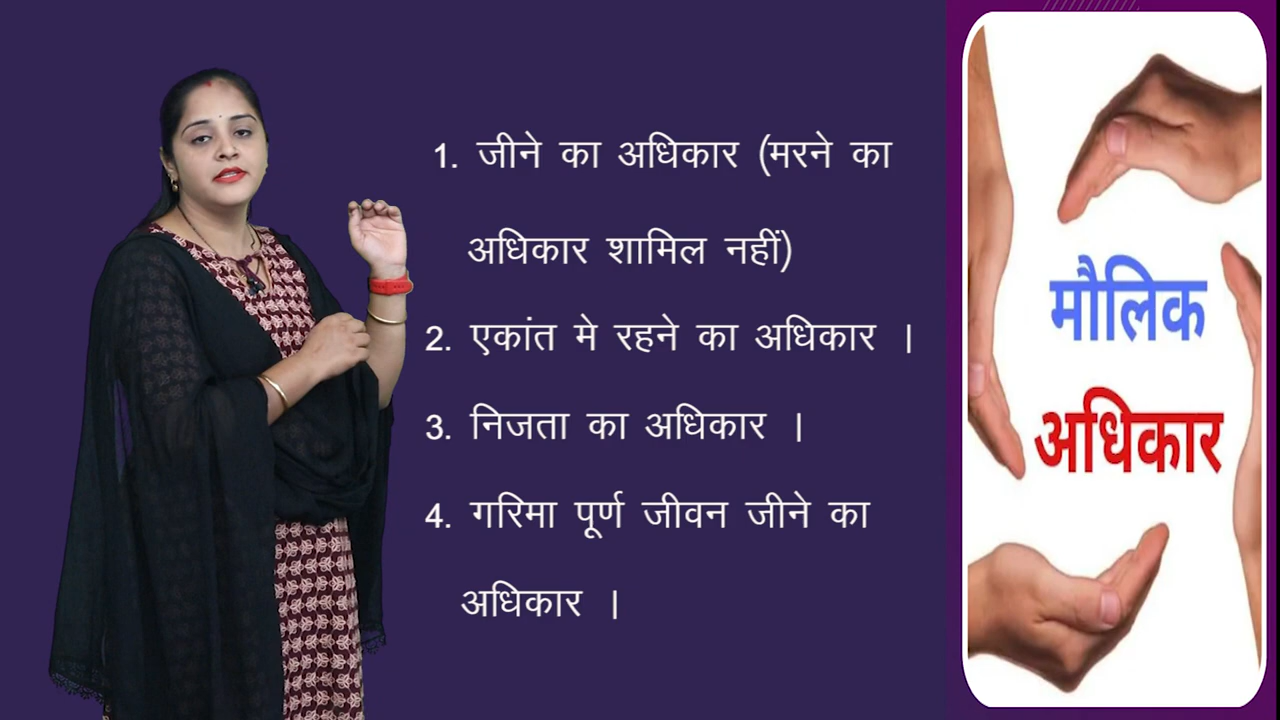 1. जीने का अधिकार (मरने का
अधिकार शामिल नहीं)
2. एकांत मे रहने का अधिकार ।
3. निजता का अधिकार ।
4. गरिमा पूर्ण जीवन जीने का
अधिकार ।
मौलिक
अधिकार